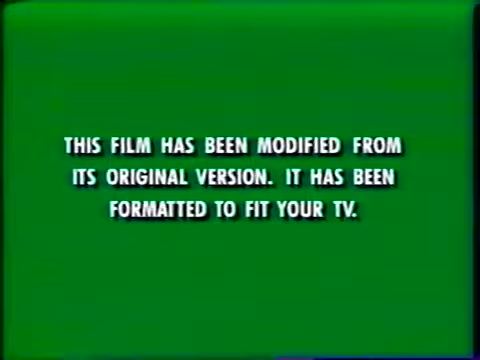 THIS FILM HAS BEEN MODIFIED FROM
ITS ORIGINAL VERSION. IT HAS BEEN
FORMATTED TO FIT YOUR TV.